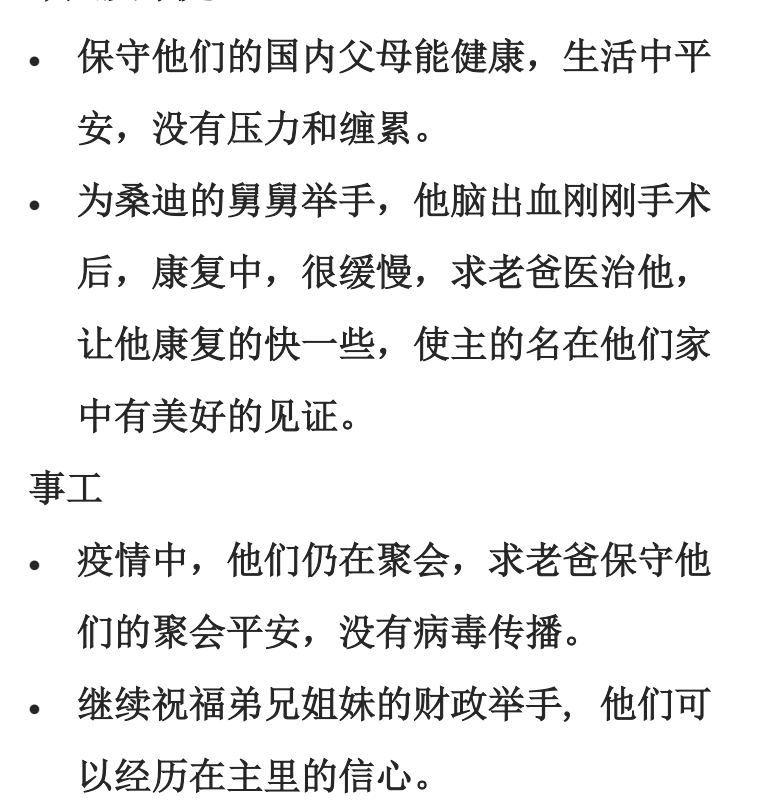 • 保守他们的国内父母能健康，生活中平
安，没有压力和缠累。
• 为桑迪的舅舅举手，他脑出血刚刚手术
后，康复中，很缓慢，求老爸医治他，
让他康复的快一些，使主的名在他们家
中有美好的见证。
事工
• 疫情中，他们仍在聚会，求老爸保守他
们的聚会平安，没有病毒传播。
• 继续祝福弟兄姐妹的财政举手, 他们可
以经历在主里的信心。